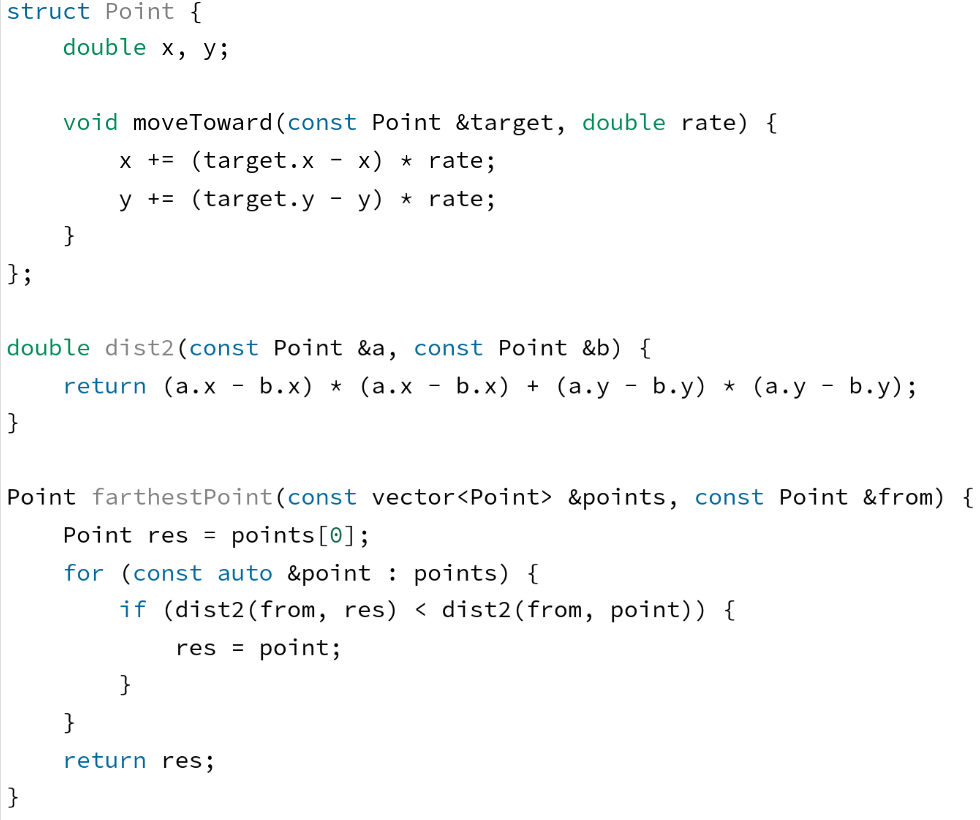 struct Point {
    double x, y;

    void moveToward(const Point &target, double rate) {
        x += (target.x - x) * rate;
        y += (target.y - y) * rate;
    }
};

double dist2(const Point &a, const Point &b) {
    return (a.x - b.x) * (a.x - b.x) + (a.y - b.y) * (a.y - b.y);
}

Point farthestPoint(const vector<Point> &points, const Point &from) {
    Point res = points[0];
    for (const auto &point : points) {
        if (dist2(from, res) < dist2(from, point)) {
            res = point;
        }
    }
    return res;
}